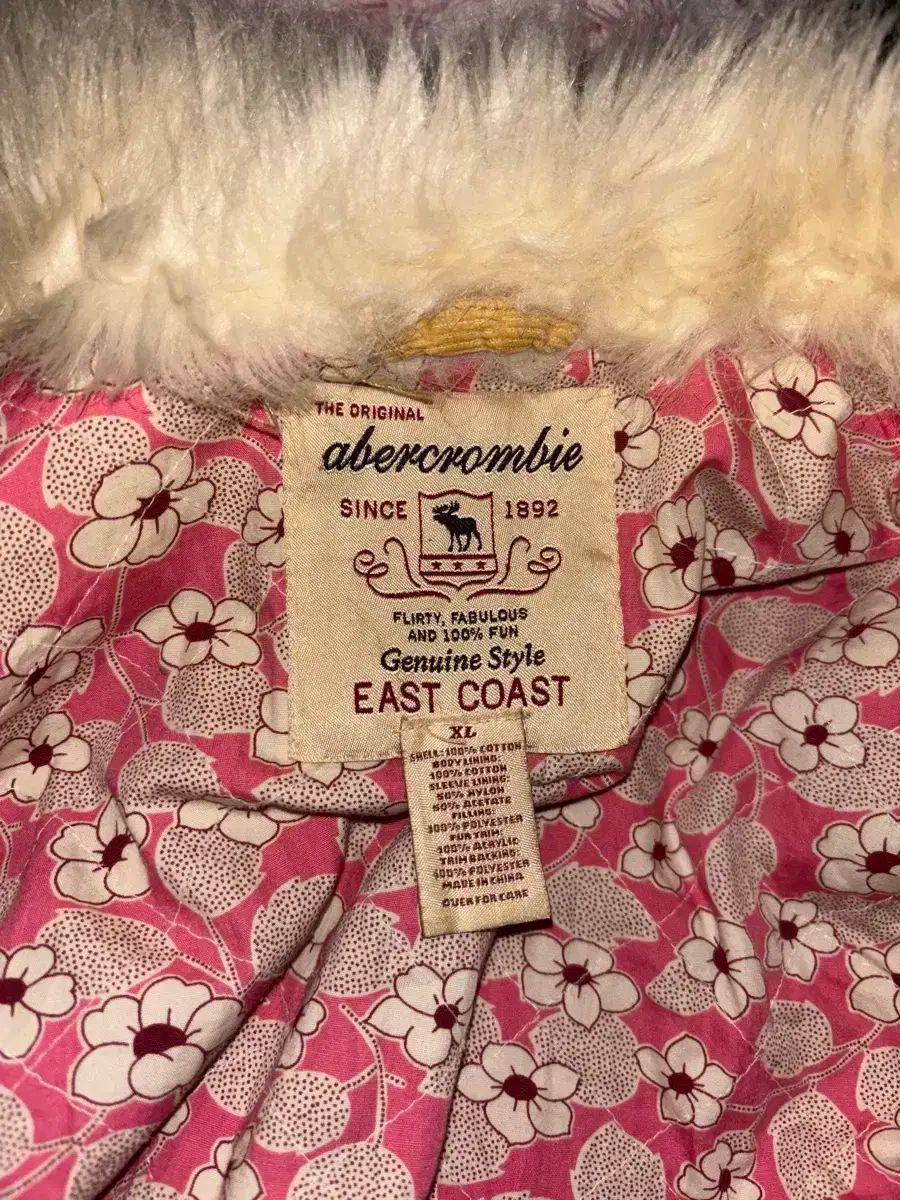 THE ORIGINAL
abercrombie
SINCE 1892
FLIRTY, FABULOUS
AND 100% FUN
Genuine Style
EAST COAST
XL
SHELL: 100% COTTON
BODY LINING:
100% COTTON
SLEEVE LINING:
50% NYLON
50% ACETATE
FILLING:
100% POLYESTER
FUR TRIM:
100% ACRYLIC
TRIM BACKING:
100% POLYESTER
MADE IN CHINA
OVER FOR CARE